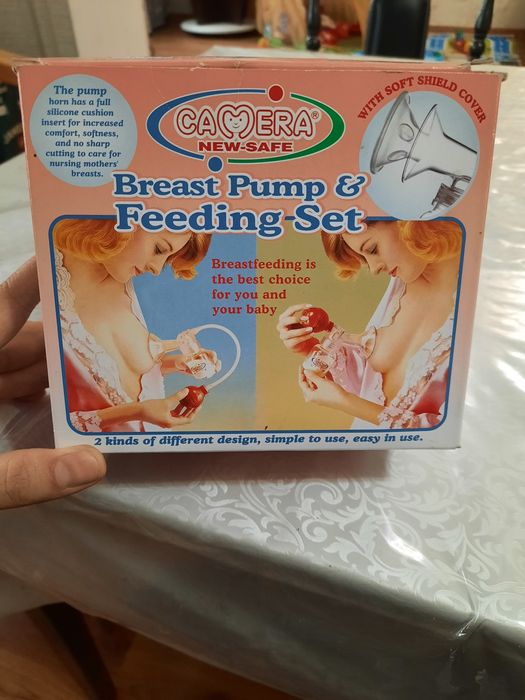 The pump
horn has a full
silicone cushion
insert for increased
comfort, softness,
and no sharp
cutting to care for
nursing mothers'
breasts.
CAMERA®
NEW-SAFE
WITH SOFT SHIELD COVER
Breast Pump &
Feeding Set
Breastfeeding is
the best choice
for you and
your baby
2 kinds of different design, simple to use, easy in use.